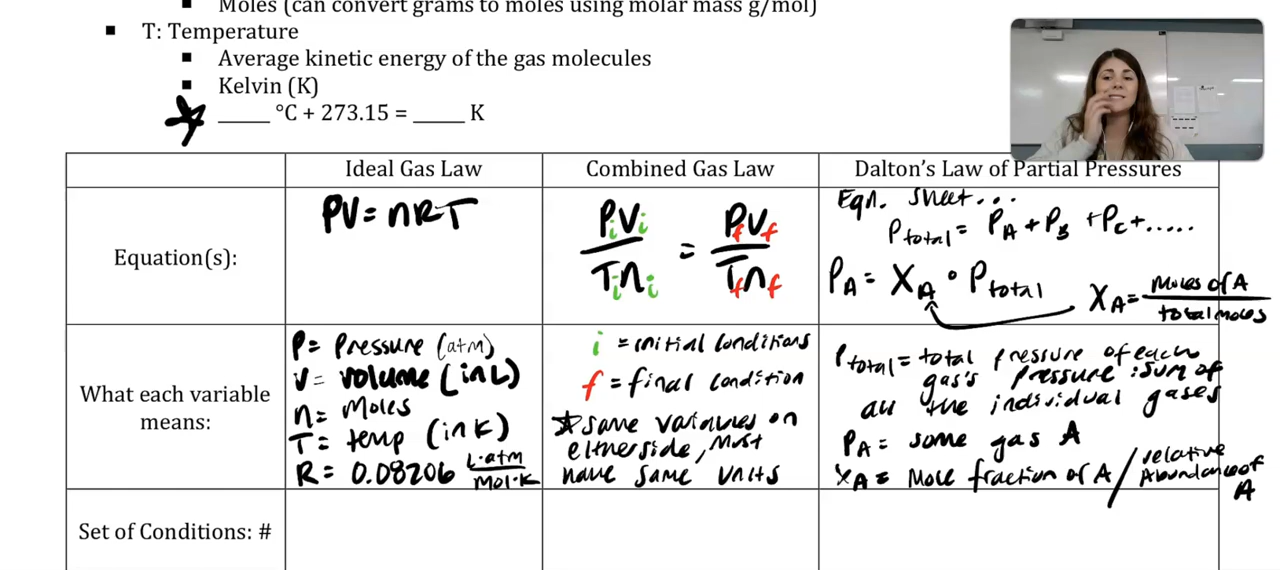 Moles (can convert grams to moles using molar mass g/mol)
T: Temperature
Average kinetic energy of the gas molecules
Kelvin (K)
_____ °C + 273.15 = _____ K
Ideal Gas Law
Combined Gas Law
Dalton's Law of Partial Pressures
Equation(s):
PV = nRT
PiVi / Tini = PfVf / Tfnf
Eqn. sheet...
Ptotal = PA + PB + PC + .....
PA = XA • Ptotal
XA = Moles of A / total moles
What each variable means:
P = Pressure (atm)
V = volume (in L)
n = Moles
T = temp (in K)
R = 0.08206 L·atm / mol·K
i = initial conditions
f = final condition
* same variables on
either side, must
have same units
Ptotal = total pressure of each
gas's pressure : sum of
all the individual gases
PA = some gas A
XA = Mole fraction of A / relative
Abundance of
A
Set of Conditions: #